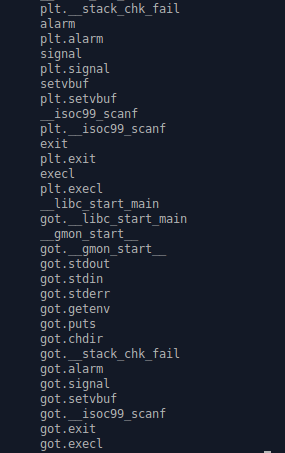 plt.__stack_chk_fail
alarm
plt.alarm
signal
plt.signal
setvbuf
plt.setvbuf
__isoc99_scanf
plt.__isoc99_scanf
exit
plt.exit
execl
plt.execl
__libc_start_main
got.__libc_start_main
__gmon_start__
got.__gmon_start__
got.stdout
got.stdin
got.stderr
got.getenv
got.puts
got.chdir
got.__stack_chk_fail
got.alarm
got.signal
got.setvbuf
got.__isoc99_scanf
got.exit
got.execl